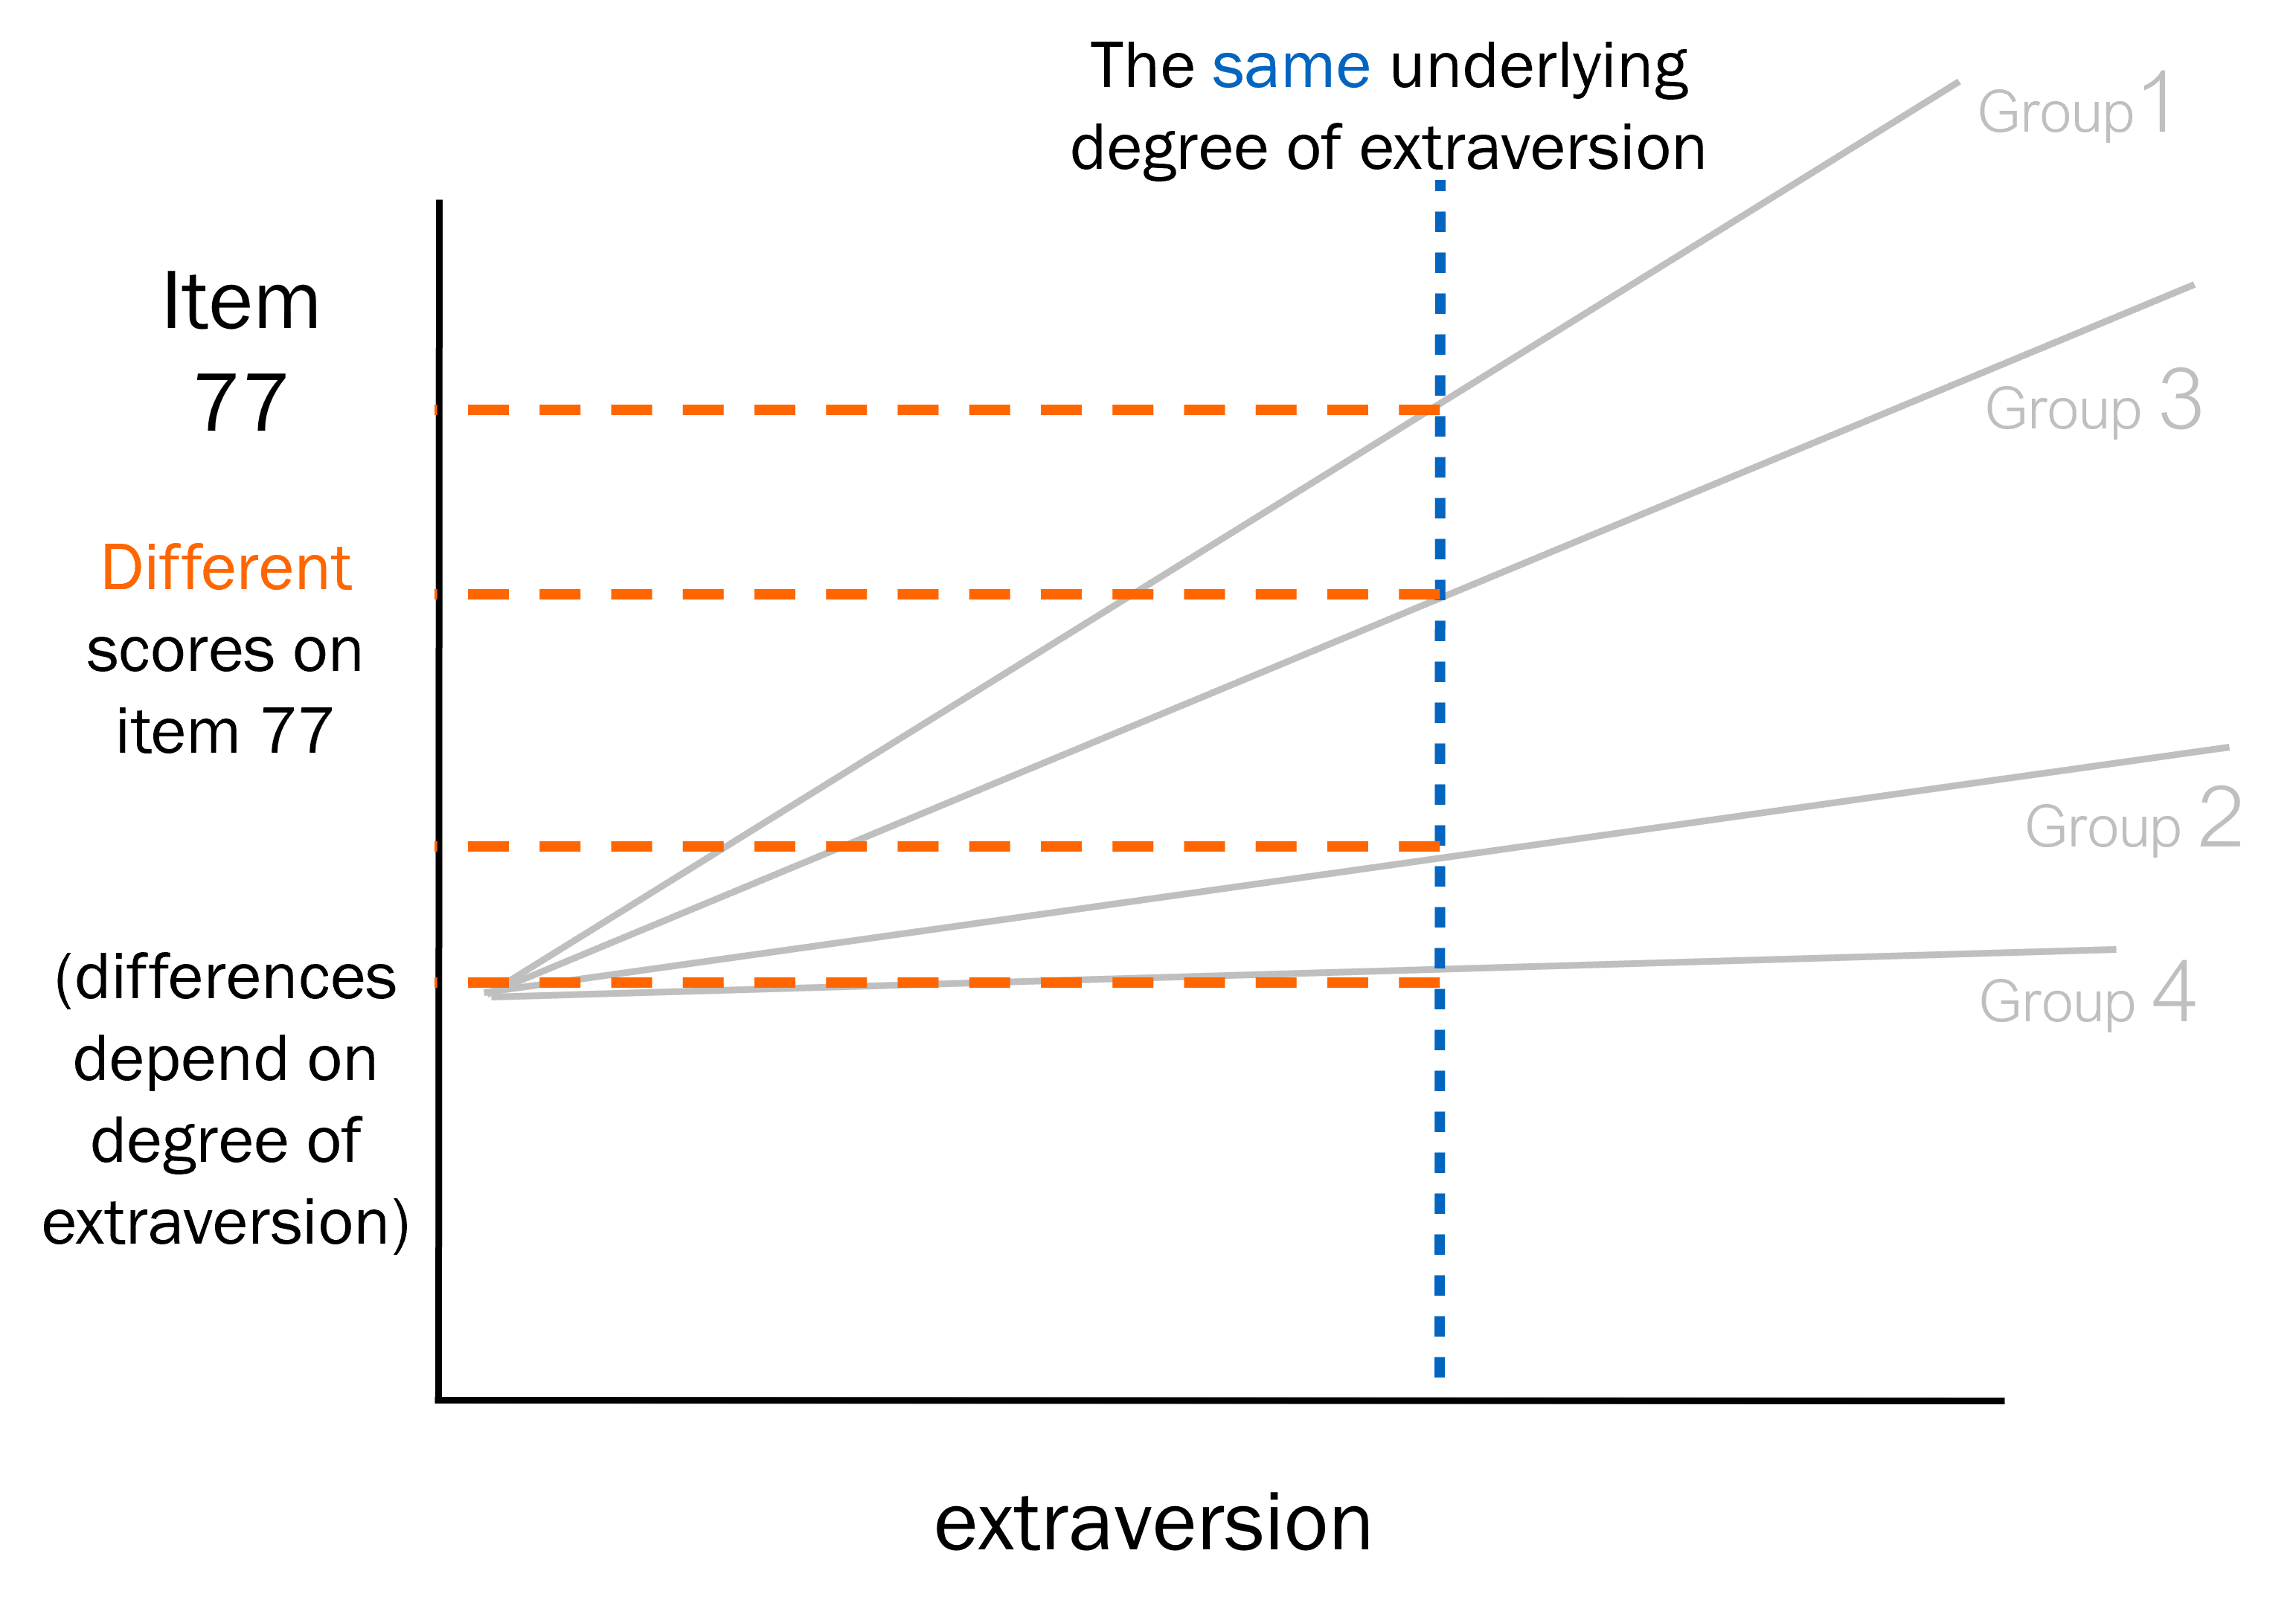 The same underlying
degree of extraversion
Group 1
Item
77
Group 3
Different
scores on
item 77
Group 2
(differences
depend on
degree of
extraversion)
Group 4
extraversion